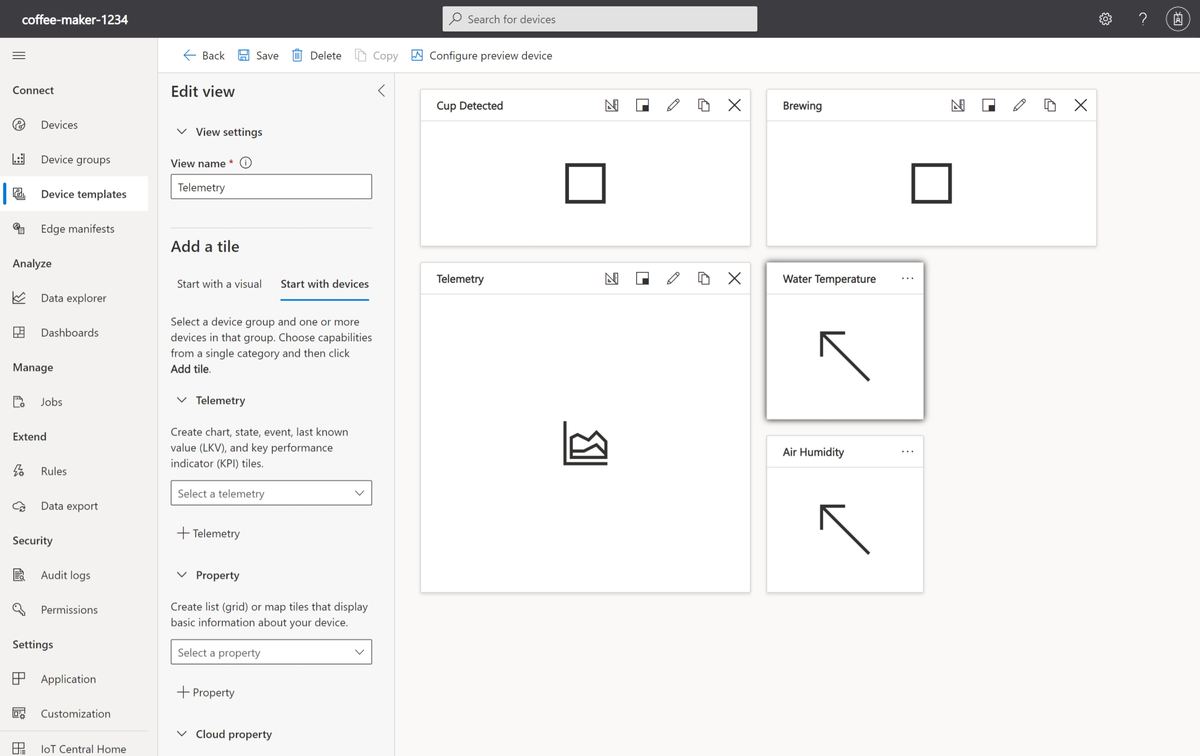 coffee-maker-1234
Search for devices
?
Back
Save
Delete
Copy
Configure preview device
Connect
Devices
Device groups
Device templates
Edge manifests
Analyze
Data explorer
Dashboards
Manage
Jobs
Extend
Rules
Data export
Security
Audit logs
Permissions
Settings
Application
Customization
IoT Central Home
Edit view
View settings
View name *
Telemetry
Add a tile
Start with a visual
Start with devices
Select a device group and one or more
devices in that group. Choose capabilities
from a single category and then click
Add tile.
Telemetry
Create chart, state, event, last known
value (LKV), and key performance
indicator (KPI) tiles.
Select a telemetry
+ Telemetry
Property
Create list (grid) or map tiles that display
basic information about your device.
Select a property
+ Property
Cloud property
Cup Detected
Brewing
Telemetry
Water Temperature
...
Air Humidity
...